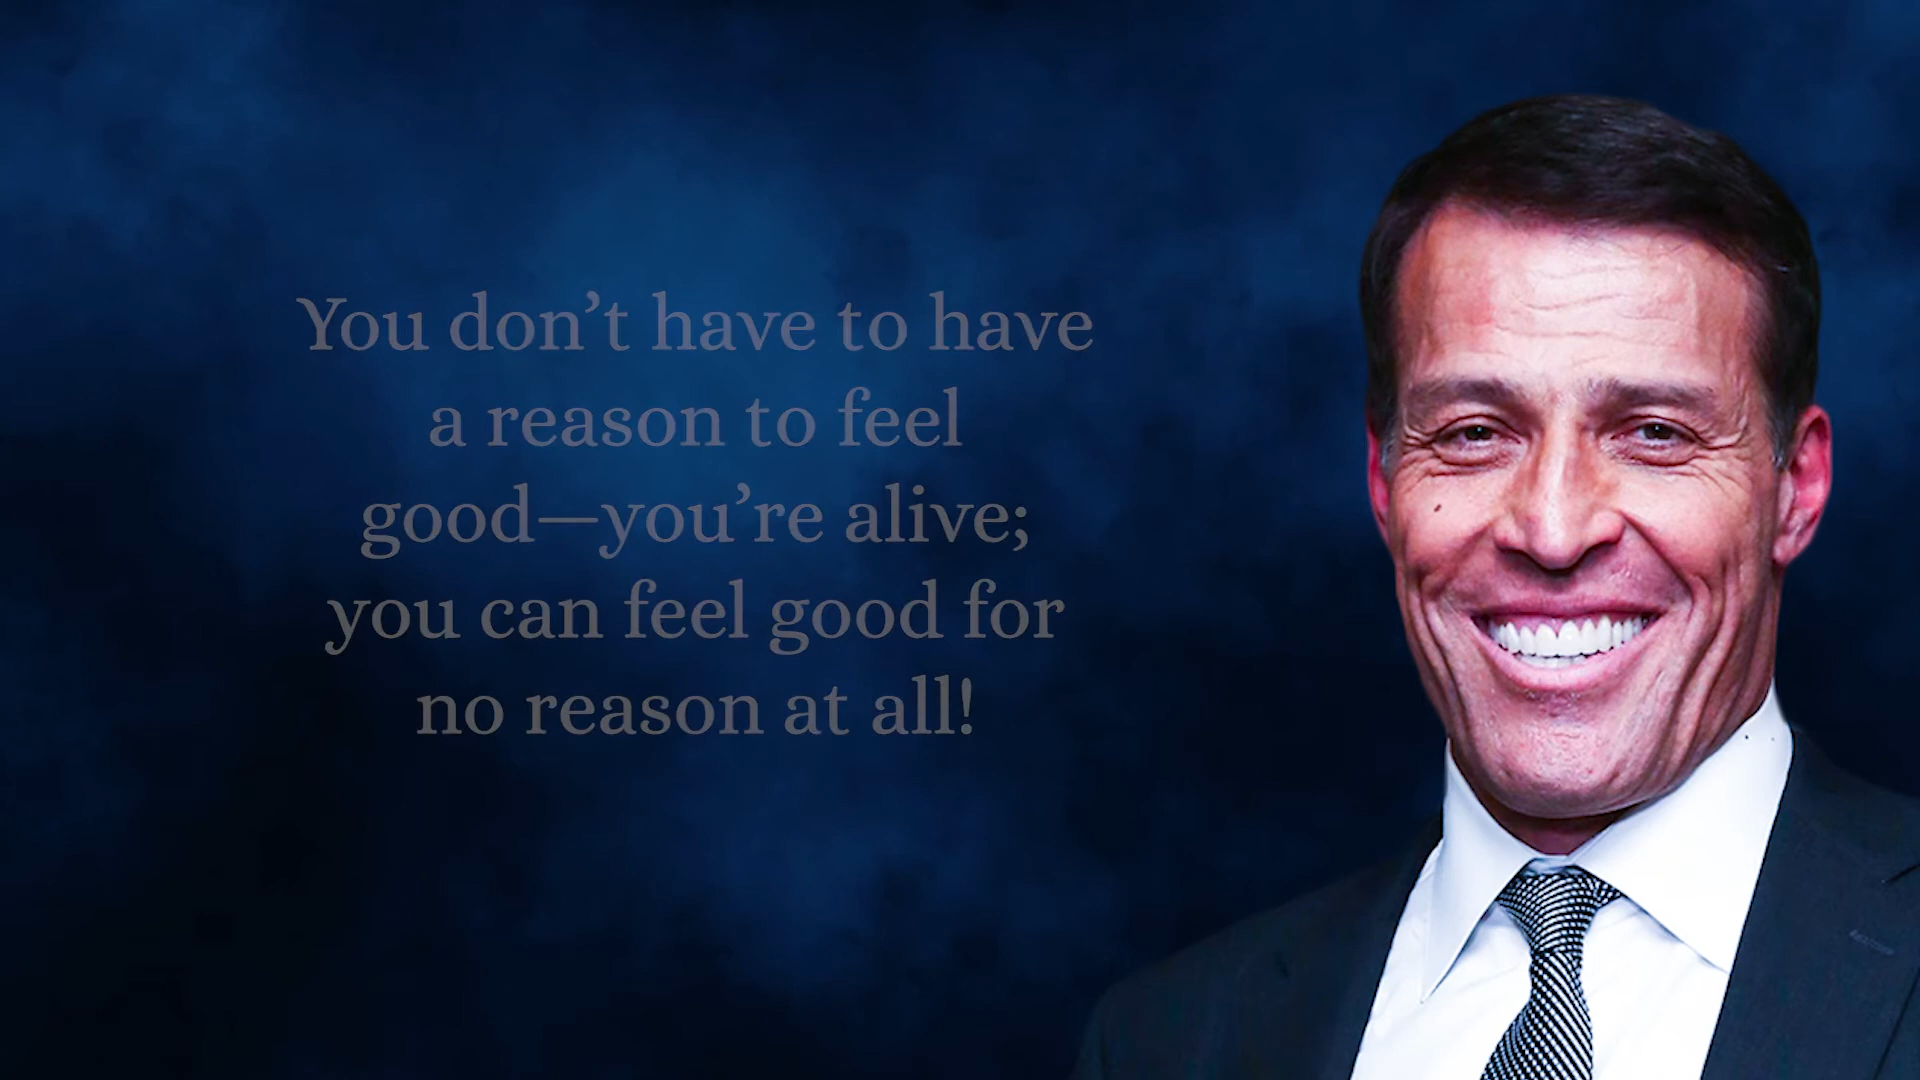 You don’t have to have
a reason to feel
good—you’re alive;
you can feel good for
no reason at all!